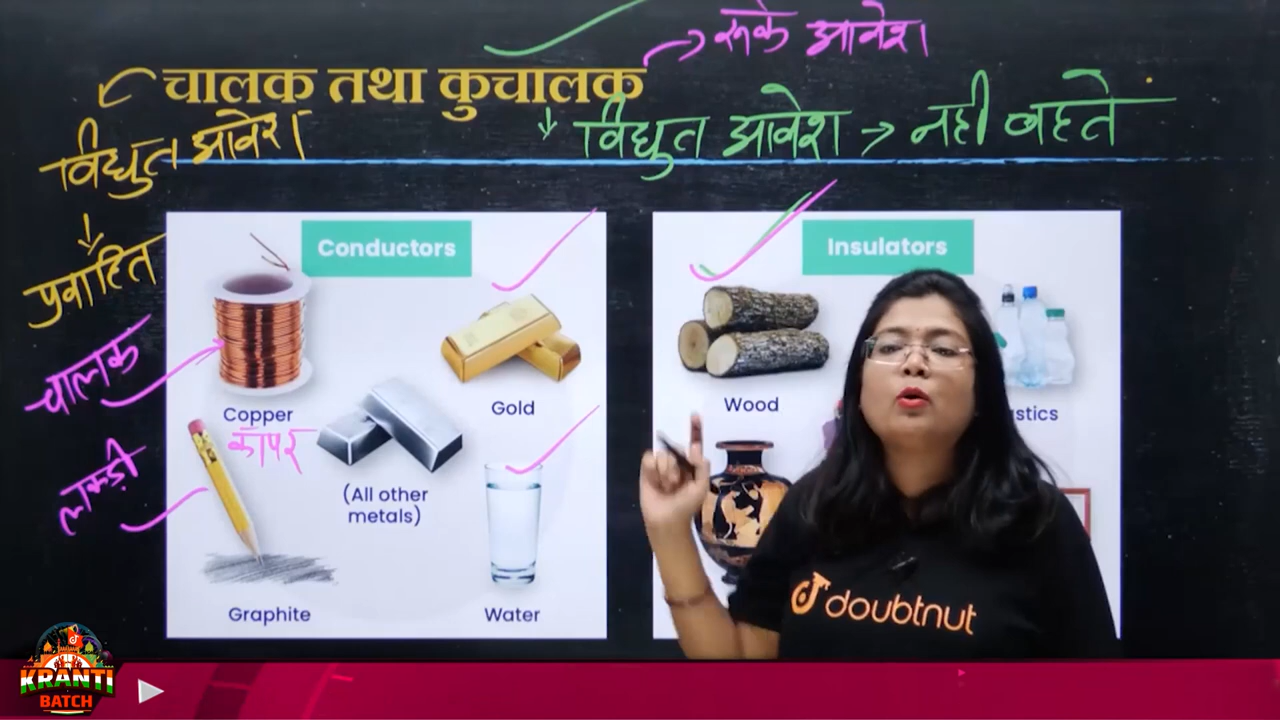 रुके आवेश
चालक तथा कुचालक
विद्युत आवेश
विद्युत आवेश → नही बहते
प्रवाहित
चालक
लकड़ी
Conductors
Copper
कॉपर
Gold
(All other
metals)
Graphite
Water
Insulators
Wood
astics
doubtnut
KRANTI
BATCH